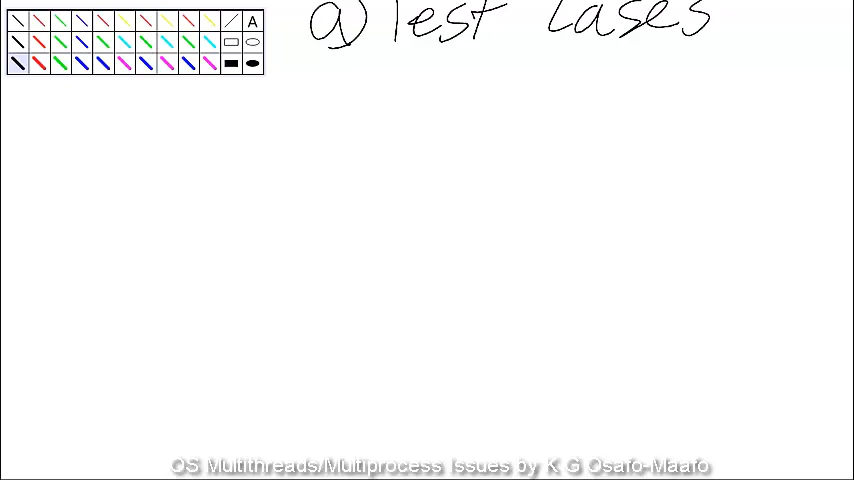 a) Test Cases
A
OS Multithreads/Multiprocess Issues by K G Osafo-Maafo